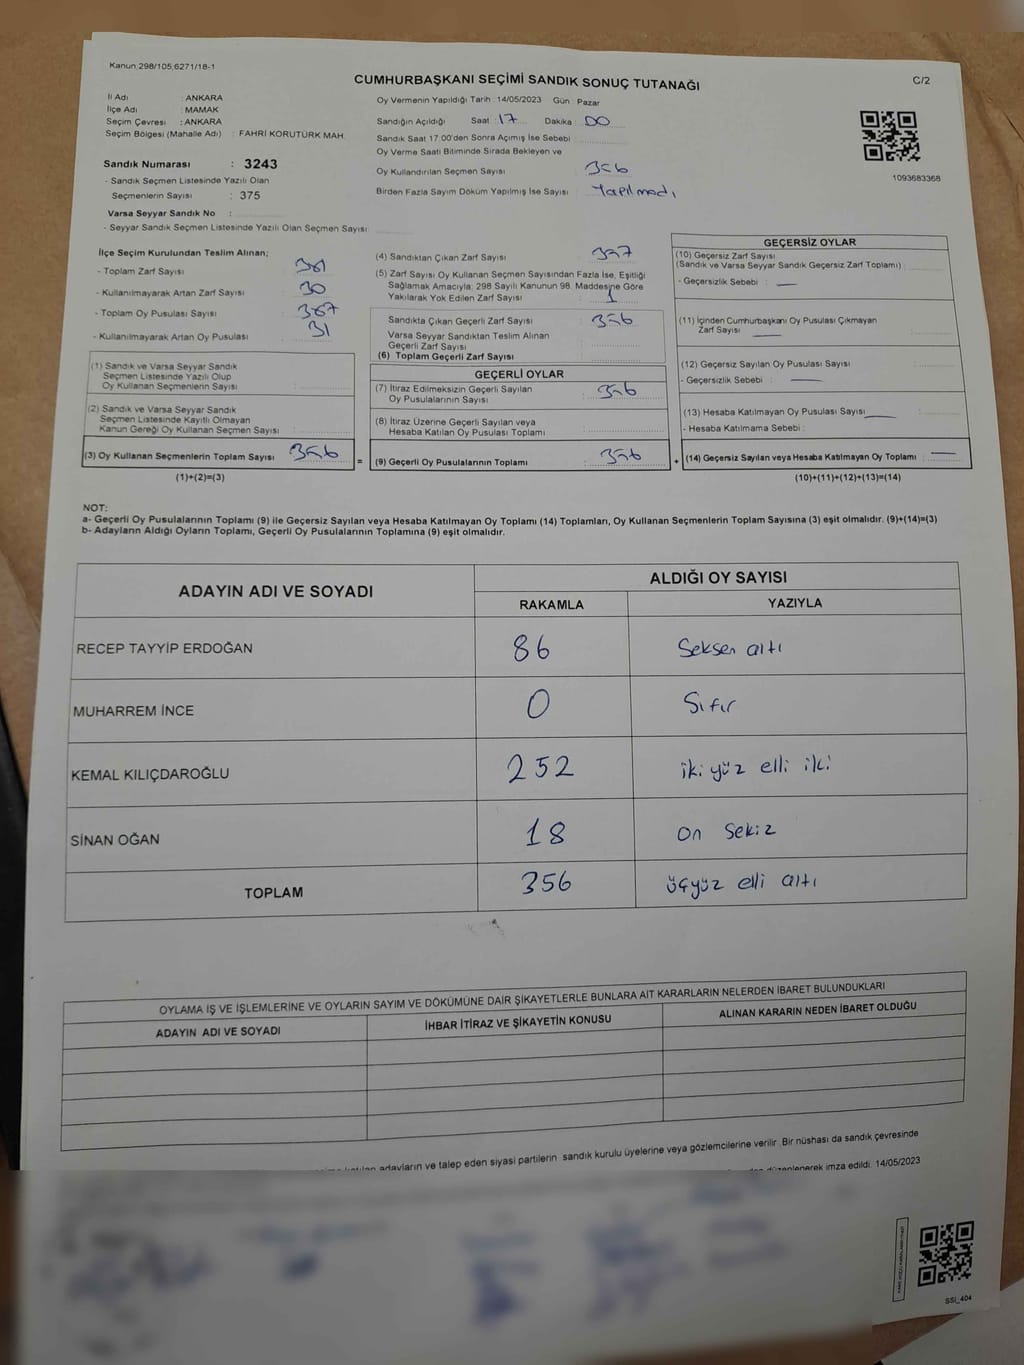 Kanun;298/105,6271/18-1
C/2
CUMHURBAŞKANI SEÇİMİ SANDIK SONUÇ TUTANAĞI
İl Adı : ANKARA
İlçe Adı : MAMAK
Seçim Çevresi : ANKARA
Seçim Bölgesi (Mahalle Adı) : FAHRİ KORUTÜRK MAH.
Sandık Numarası : 3243
- Sandık Seçmen Listesinde Yazılı Olan
Seçmenlerin Sayısı : 375
Varsa Seyyar Sandık No :
- Seyyar Sandık Seçmen Listesinde Yazılı Olan Seçmen Sayısı:
Oy Vermenin Yapıldığı Tarih :14/05/2023 Gün : Pazar
Sandığın Açıldığı Saat : 17 Dakika : 00
Sandık Saat 17.00'den Sonra Açılmış İse Sebebi :
Oy Verme Saati Bitiminde Sırada Bekleyen ve
Oy Kullandırılan Seçmen Sayısı : 356
Birden Fazla Sayım Döküm Yapılmış İse Sayısı : Yapılmadı
1093683368
İlçe Seçim Kurulundan Teslim Alınan;
- Toplam Zarf Sayısı :
- Kullanılmayarak Artan Zarf Sayısı : 30
- Toplam Oy Pusulası Sayısı : 387
- Kullanılmayarak Artan Oy Pusulası : 31
(1) Sandık ve Varsa Seyyar Sandık
Seçmen Listesinde Yazılı Olup
Oy Kullanan Seçmenlerin Sayısı :
(2) Sandık ve Varsa Seyyar Sandık
Seçmen Listesinde Kayıtlı Olmayan
Kanun Gereği Oy Kullanan Seçmen Sayısı :
(3) Oy Kullanan Seçmenlerin Toplam Sayısı : 356
(1)+(2)=(3)
(4) Sandıktan Çıkan Zarf Sayısı : 357
(5) Zarf Sayısı Oy Kullanan Seçmen Sayısından Fazla İse, Eşitliği
Sağlamak Amacıyla; 298 Sayılı Kanunun 98. Maddesine Göre
Yakılarak Yok Edilen Zarf Sayısı : 1
Sandıkta Çıkan Geçerli Zarf Sayısı : 356
Varsa Seyyar Sandıktan Teslim Alınan
Geçerli Zarf Sayısı :
(6) Toplam Geçerli Zarf Sayısı :
GEÇERLİ OYLAR
(7) İtiraz Edilmeksizin Geçerli Sayılan
Oy Pusulalarının Sayısı : 356
(8) İtiraz Üzerine Geçerli Sayılan veya
Hesaba Katılan Oy Pusulası Toplamı :
= (9) Geçerli Oy Pusulalarının Toplamı : 356
GEÇERSİZ OYLAR
(10) Geçersiz Zarf Sayısı
(Sandık ve Varsa Seyyar Sandık Geçersiz Zarf Toplamı) :
- Geçersizlik Sebebi : —
(11) İçinden Cumhurbaşkanı Oy Pusulası Çıkmayan
Zarf Sayısı : —
(12) Geçersiz Sayılan Oy Pusulası Sayısı :
- Geçersizlik Sebebi : —
(13) Hesaba Katılmayan Oy Pusulası Sayısı : —
- Hesaba Katılmama Sebebi :
+ (14) Geçersiz Sayılan veya Hesaba Katılmayan Oy Toplamı : —
(10)+(11)+(12)+(13)=(14)
NOT:
a- Geçerli Oy Pusulalarının Toplamı (9) ile Geçersiz Sayılan veya Hesaba Katılmayan Oy Toplamı (14) Toplamları, Oy Kullanan Seçmenlerin Toplam Sayısına (3) eşit olmalıdır. (9)+(14)=(3)
b- Adayların Aldığı Oyların Toplamı, Geçerli Oy Pusulalarının Toplamına (9) eşit olmalıdır.
ADAYIN ADI VE SOYADI ALDIĞI OY SAYISI
RAKAMLA YAZIYLA
RECEP TAYYİP ERDOĞAN 86 Seksen altı
MUHARREM İNCE 0 Sıfır
KEMAL KILIÇDAROĞLU 252 iki yüz elli iki
SİNAN OĞAN 18 On Sekiz
TOPLAM 356 üçyüz elli altı
OYLAMA İŞ VE İŞLEMLERİNE VE OYLARIN SAYIM VE DÖKÜMÜNE DAİR ŞİKAYETLERLE BUNLARA AİT KARARLARIN NELERDEN İBARET BULUNDUKLARI
ADAYIN ADI VE SOYADI İHBAR İTİRAZ VE ŞİKAYETİN KONUSU ALINAN KARARIN NEDEN İBARET OLDUĞU
adayların ve talep eden siyasi partilerin sandık kurulu üyelerine veya gözlemcilerine verilir. Bir nüshası da sandık çevresinde
düzenlenerek imza edildi. 14/05/2023
SSİ_404